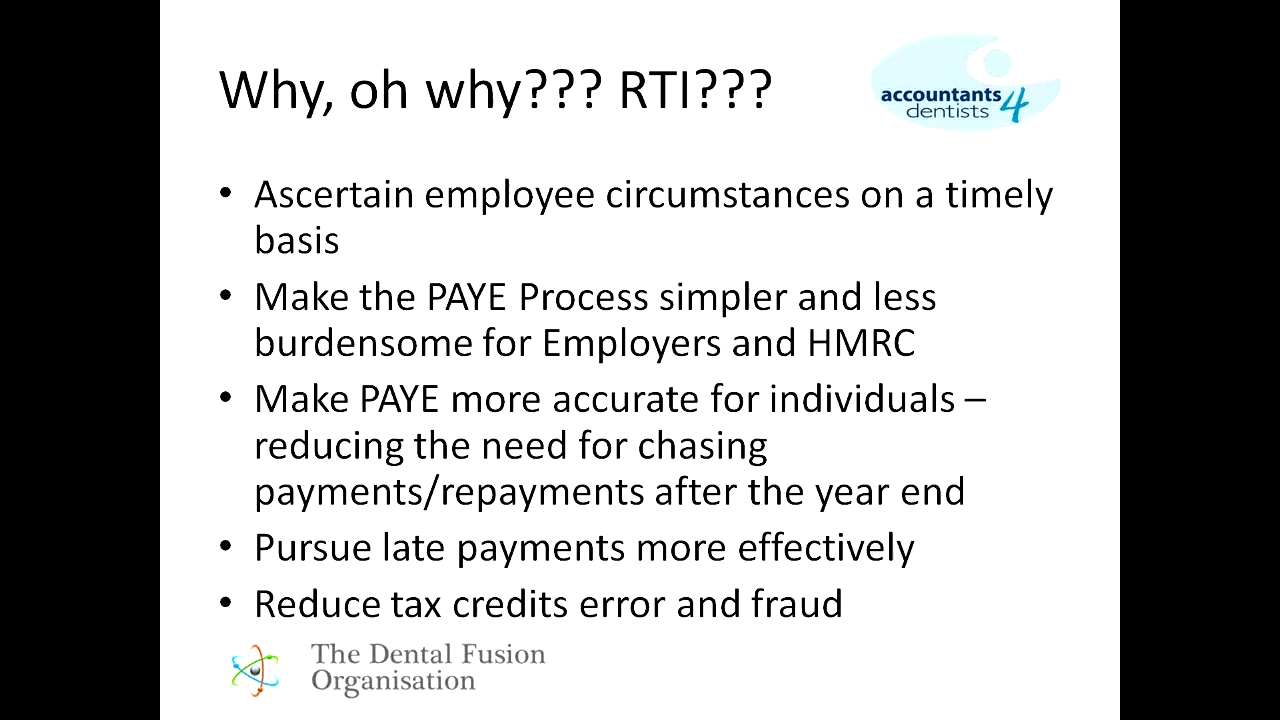 Why, oh why??? RTI???
accountants 4
dentists
• Ascertain employee circumstances on a timely
basis
• Make the PAYE Process simpler and less
burdensome for Employers and HMRC
• Make PAYE more accurate for individuals –
reducing the need for chasing
payments/repayments after the year end
• Pursue late payments more effectively
• Reduce tax credits error and fraud
The Dental Fusion
Organisation